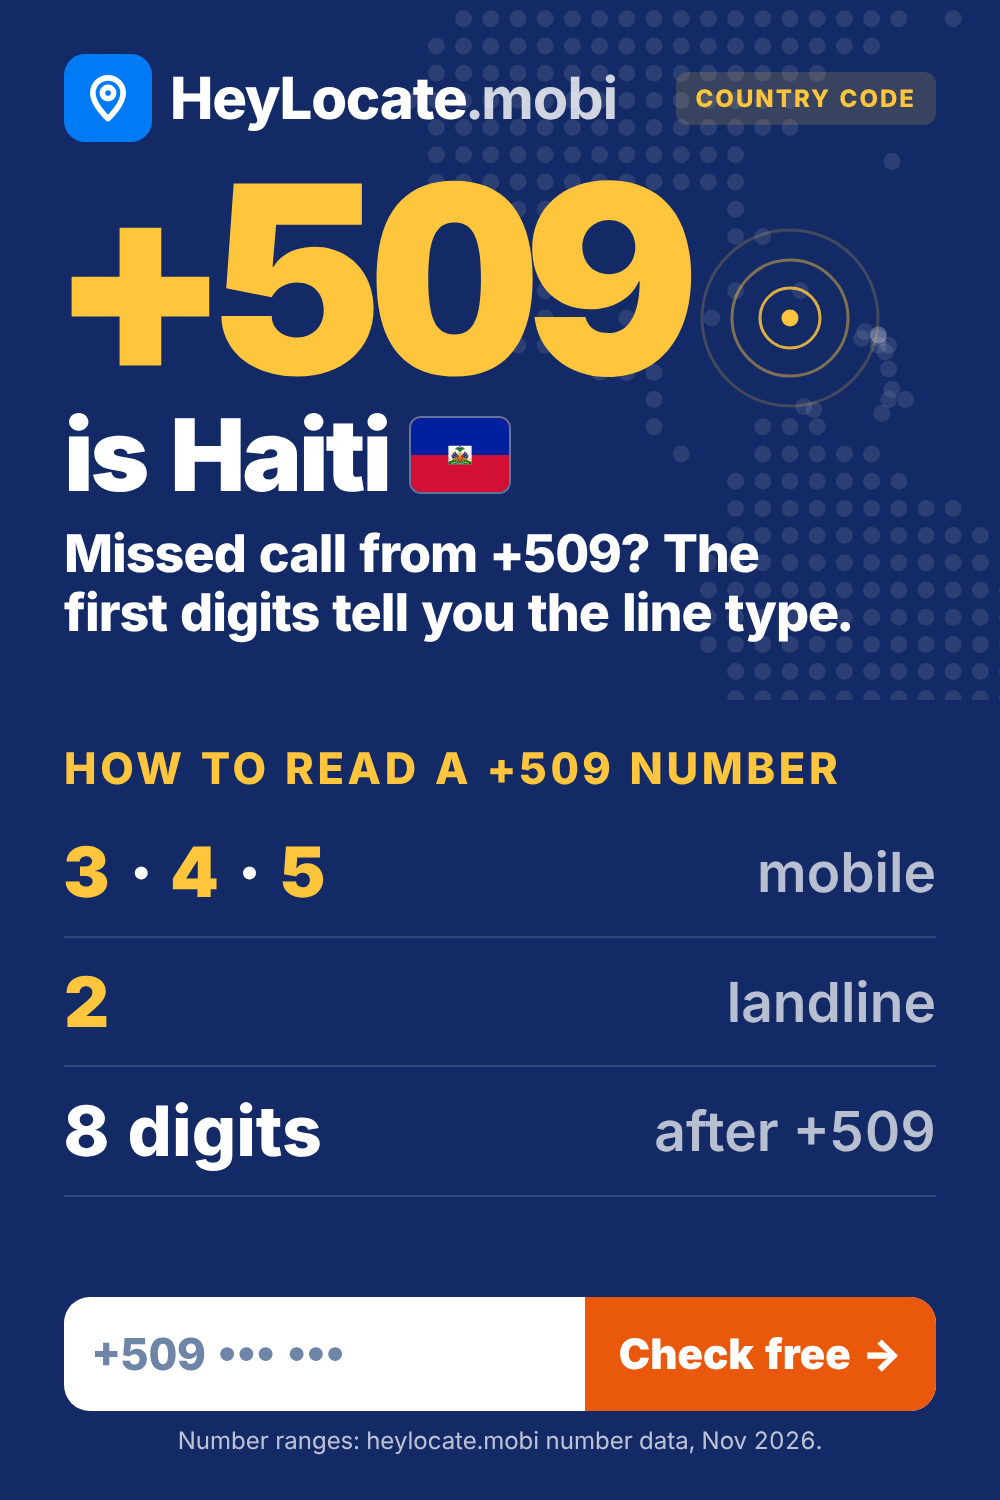 HeyLocate.mobi
COUNTRY CODE
+509
is Haiti
Missed call from +509? The
first digits tell you the line type.
HOW TO READ A +509 NUMBER
3 · 4 · 5 mobile
2 landline
8 digits after +509
+509 ••• •••
Check free →
Number ranges: heylocate.mobi number data, Nov 2026.